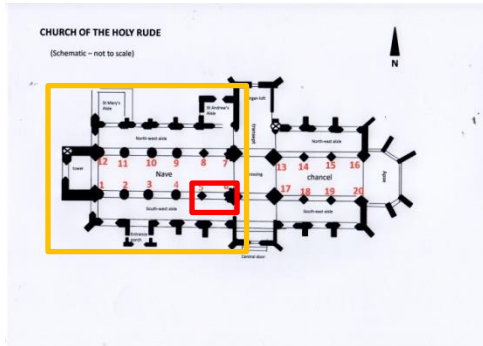 CHURCH OF THE HOLY RUDE
(Schematic – not to scale)
N
St Mary's
Aisle
St Andrew's
Aisle
organ loft
North-west aisle
Transept
North-east aisle
12 11 10 9 8 7
13 14 15 16
tower
Nave
crossing
chancel
Apse
1 2 3 4 5 6
17 18 19 20
South-west aisle
South-east aisle
Entrance
porch
Central door